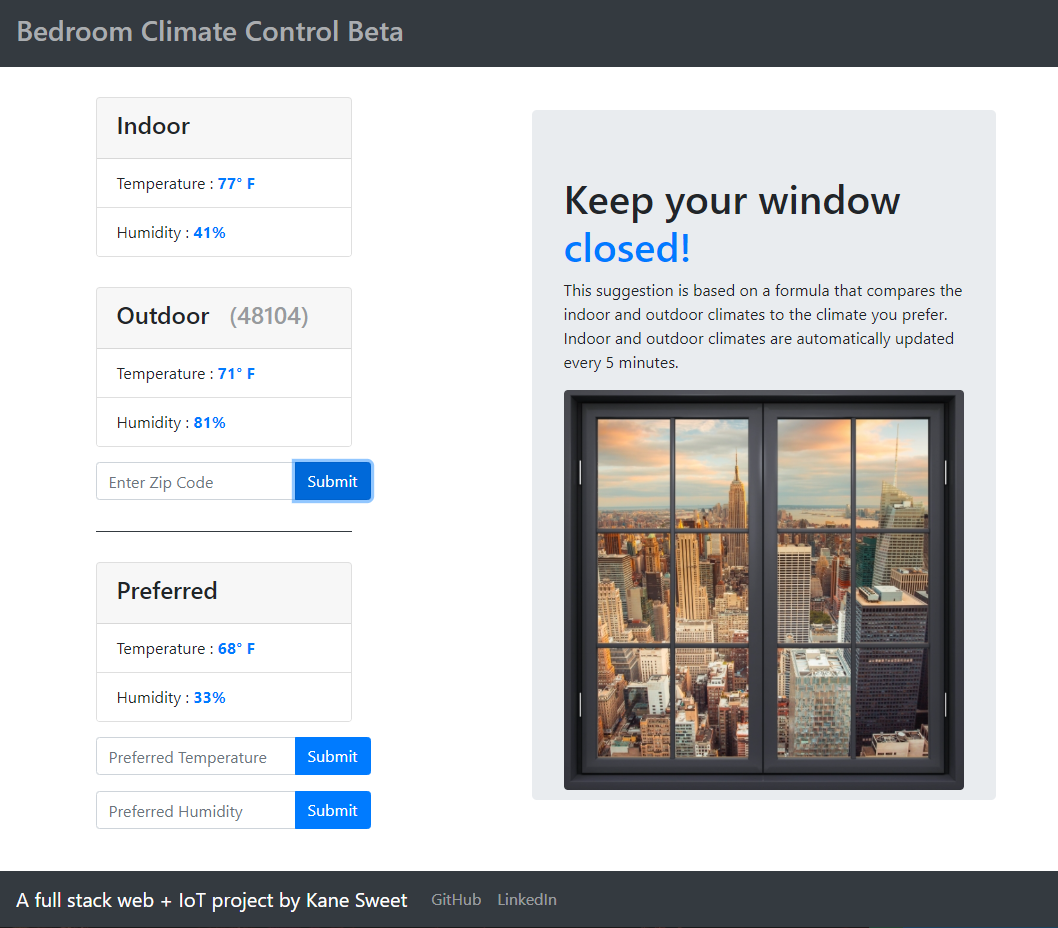 Bedroom Climate Control Beta
Indoor
Temperature : 77° F
Humidity : 41%
Outdoor (48104)
Temperature : 71° F
Humidity : 81%
Enter Zip Code Submit
Preferred
Temperature : 68° F
Humidity : 33%
Preferred Temperature Submit
Preferred Humidity Submit
Keep your window
closed!
This suggestion is based on a formula that compares the
indoor and outdoor climates to the climate you prefer.
Indoor and outdoor climates are automatically updated
every 5 minutes.
A full stack web + IoT project by Kane Sweet GitHub LinkedIn